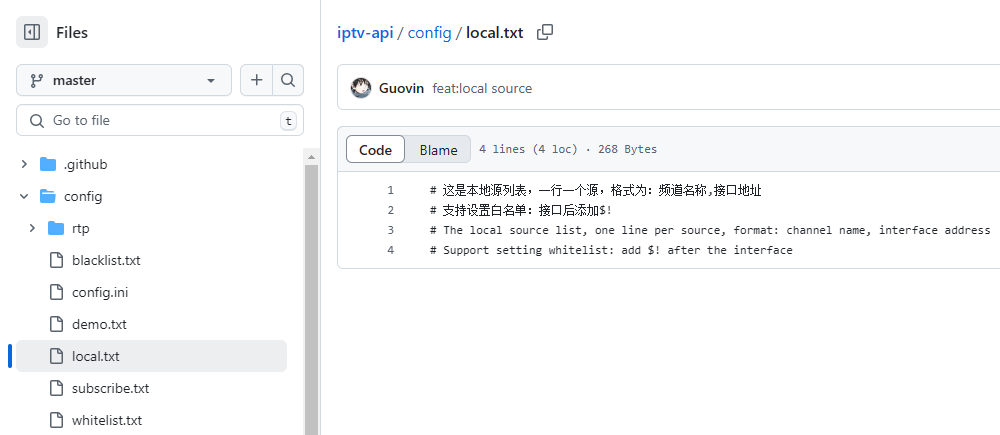 Files
master
Go to file
t
.github
config
rtp
blacklist.txt
config.ini
demo.txt
local.txt
subscribe.txt
whitelist.txt
iptv-api / config / local.txt
Guovin feat:local source
Code Blame 4 lines (4 loc) · 268 Bytes
1 # 这是本地源列表，一行一个源，格式为：频道名称,接口地址
2 # 支持设置白名单：接口后添加$!
3 # The local source list, one line per source, format: channel name, interface address
4 # Support setting whitelist: add $! after the interface